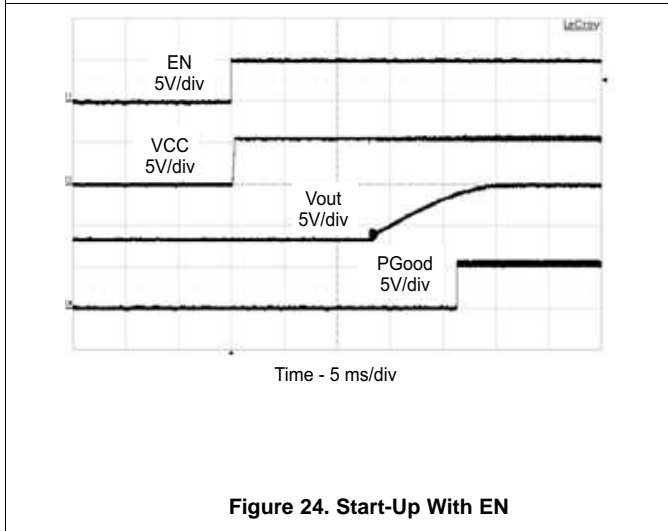 LeCroy
EN
5V/div
VCC
5V/div
Vout
5V/div
PGood
5V/div
Time - 5 ms/div
Figure 24. Start-Up With EN